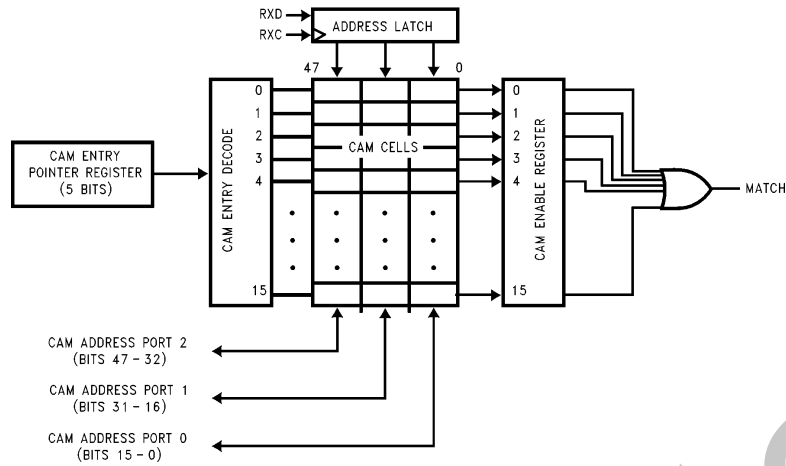 RXD
RXC
ADDRESS LATCH
47
0
0
1
2
3
4
15
CAM ENTRY
POINTER REGISTER
(5 BITS)
CAM ENTRY DECODE
CAM CELLS
0
1
2
3
4
15
CAM ENABLE REGISTER
MATCH
CAM ADDRESS PORT 2
(BITS 47 – 32)
CAM ADDRESS PORT 1
(BITS 31 – 16)
CAM ADDRESS PORT 0
(BITS 15 – 0)